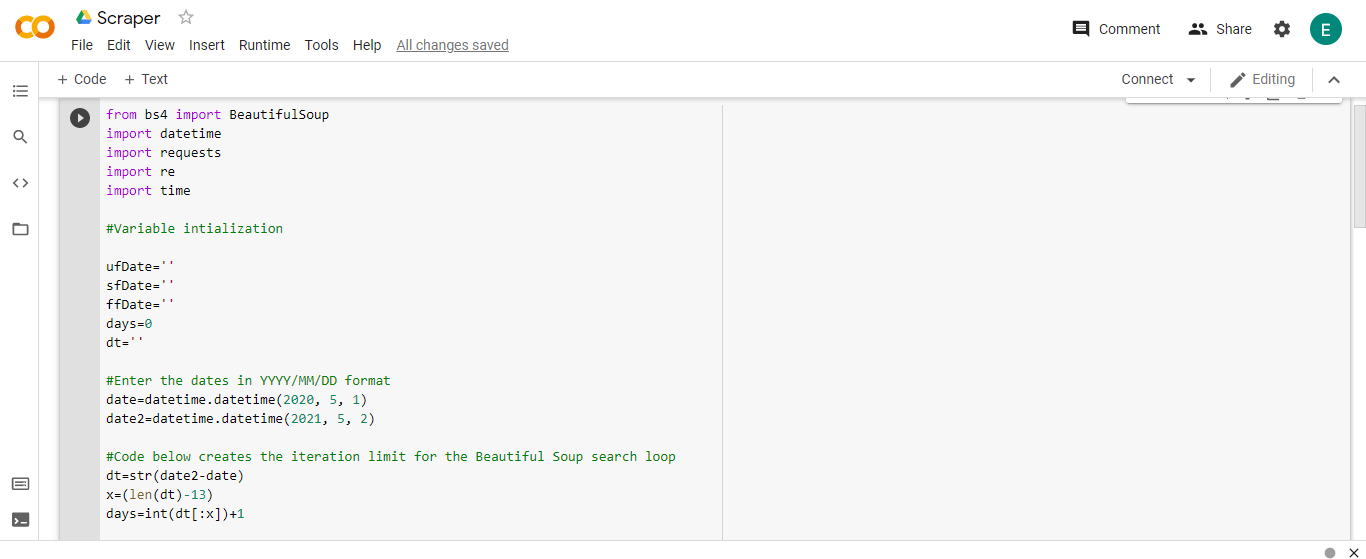 Scraper
Comment
Share
E
File Edit View Insert Runtime Tools Help All changes saved
+ Code + Text
Connect
Editing
from bs4 import BeautifulSoup
import datetime
import requests
import re
import time
#Variable intialization
ufDate=''
sfDate=''
ffDate=''
days=0
dt=''
#Enter the dates in YYYY/MM/DD format
date=datetime.datetime(2020, 5, 1)
date2=datetime.datetime(2021, 5, 2)
#Code below creates the iteration limit for the Beautiful Soup search loop
dt=str(date2-date)
x=(len(dt)-13)
days=int(dt[:x])+1